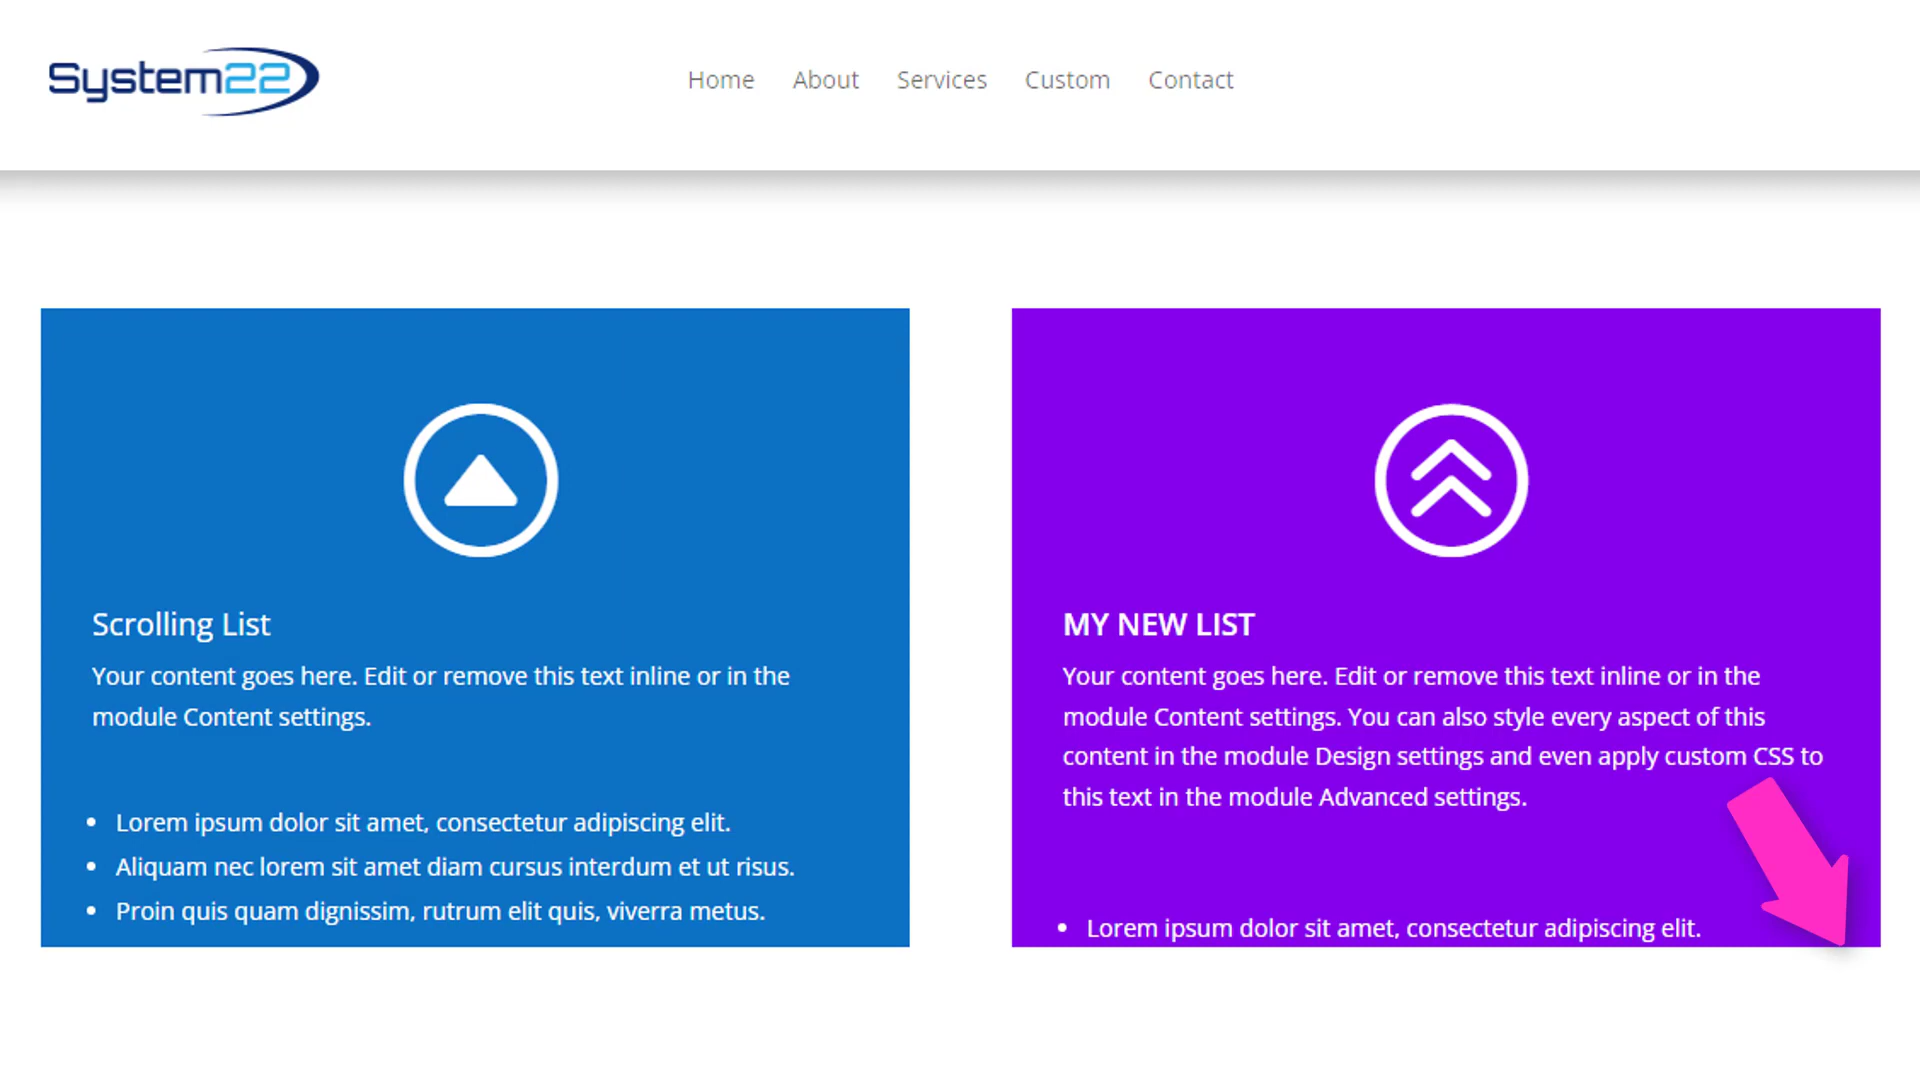 System22
Home About Services Custom Contact
Scrolling List
Your content goes here. Edit or remove this text inline or in the
module Content settings.
Lorem ipsum dolor sit amet, consectetur adipiscing elit.
Aliquam nec lorem sit amet diam cursus interdum et ut risus.
Proin quis quam dignissim, rutrum elit quis, viverra metus.
MY NEW LIST
Your content goes here. Edit or remove this text inline or in the
module Content settings. You can also style every aspect of this
content in the module Design settings and even apply custom CSS to
this text in the module Advanced settings.
Lorem ipsum dolor sit amet, consectetur adipiscing elit.